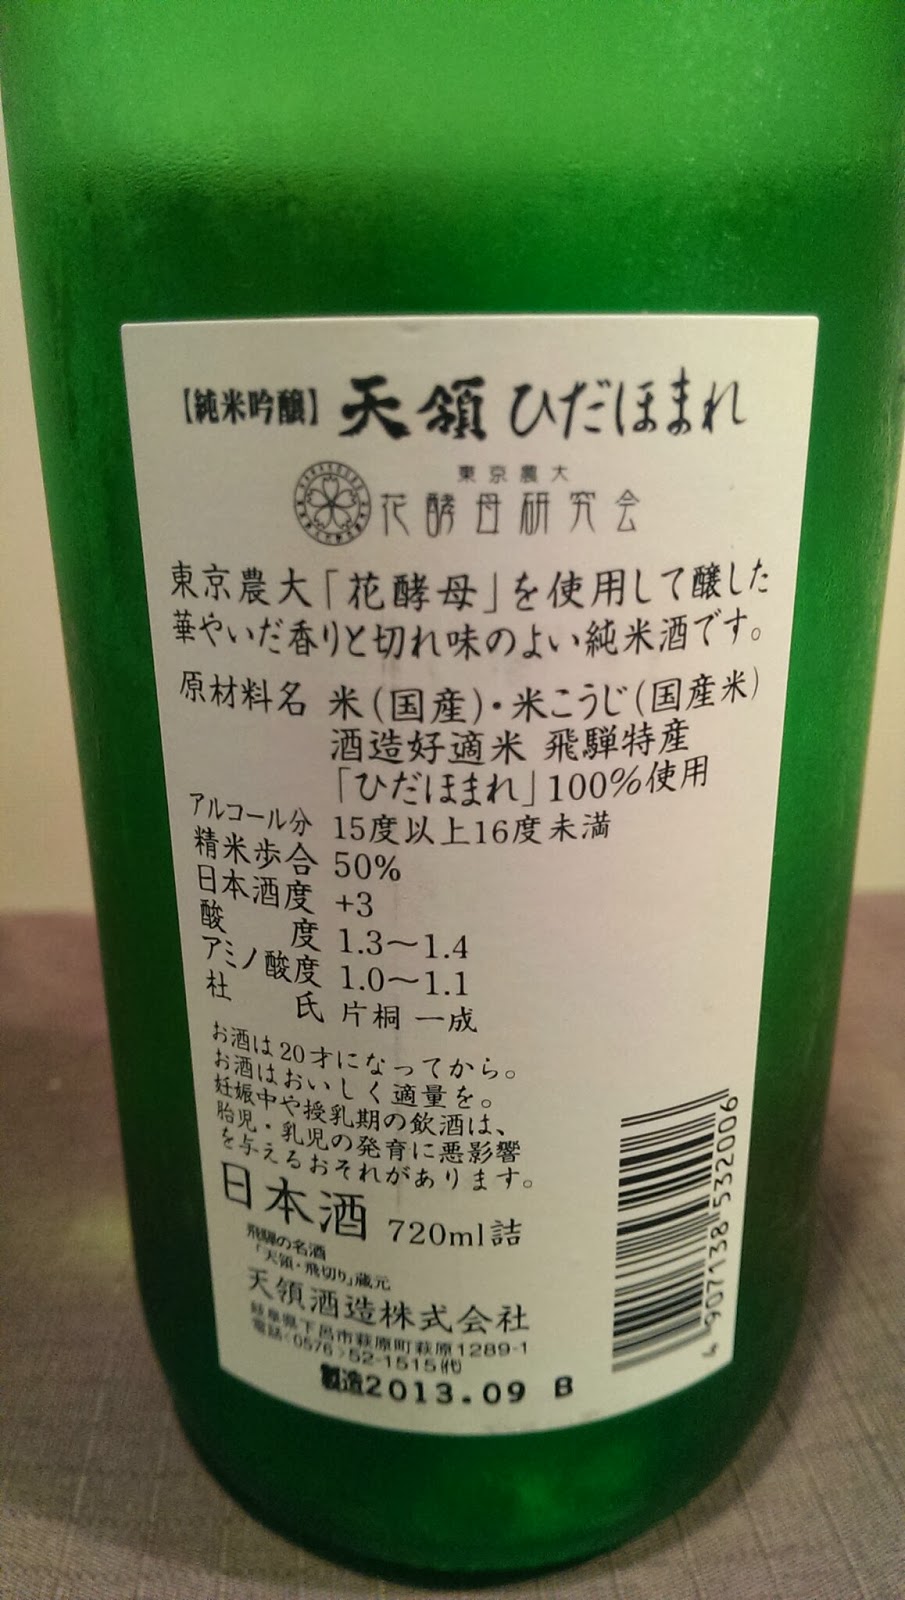 【純米吟醸】 天領 ひだほまれ
東京農大
花酵母研究会
東京農大「花酵母」を使用して醸した
華やいだ香りと切れ味のよい純米酒です。
原材料名 米(国産)・米こうじ(国産米)
酒造好適米 飛騨特産
「ひだほまれ」100%使用
アルコール分 15度以上16度未満
精米歩合 50%
日本酒度 +3
酸度 1.3〜1.4
アミノ酸度 1.0〜1.1
杜氏 片桐 一成
お酒は20才になってから。
お酒はおいしく適量を。
妊娠中や授乳期の飲酒は、
胎児・乳児の発育に悪影響
を与えるおそれがあります。
日本酒 720ml詰
飛騨の名酒
「天領・飛切り」蔵元
天領酒造株式会社
岐阜県下呂市萩原町萩原1289-1
電話<0576>52-1515㈹
製造2013.09 B
4 907138 532006